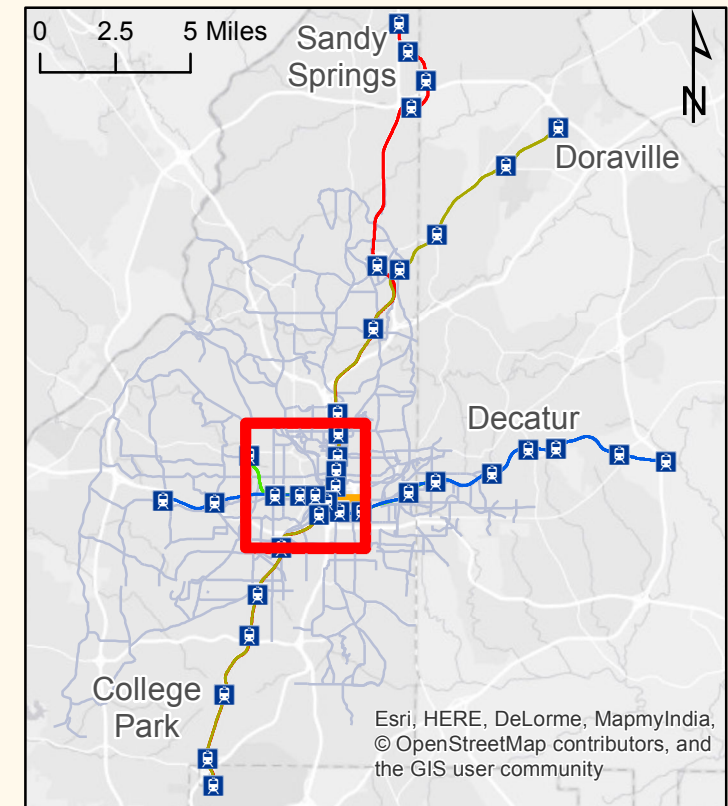 0 2.5 5 Miles
Sandy
Springs
N
Doraville
Decatur
College
Park
Esri, HERE, DeLorme, MapmyIndia,
© OpenStreetMap contributors, and
the GIS user community